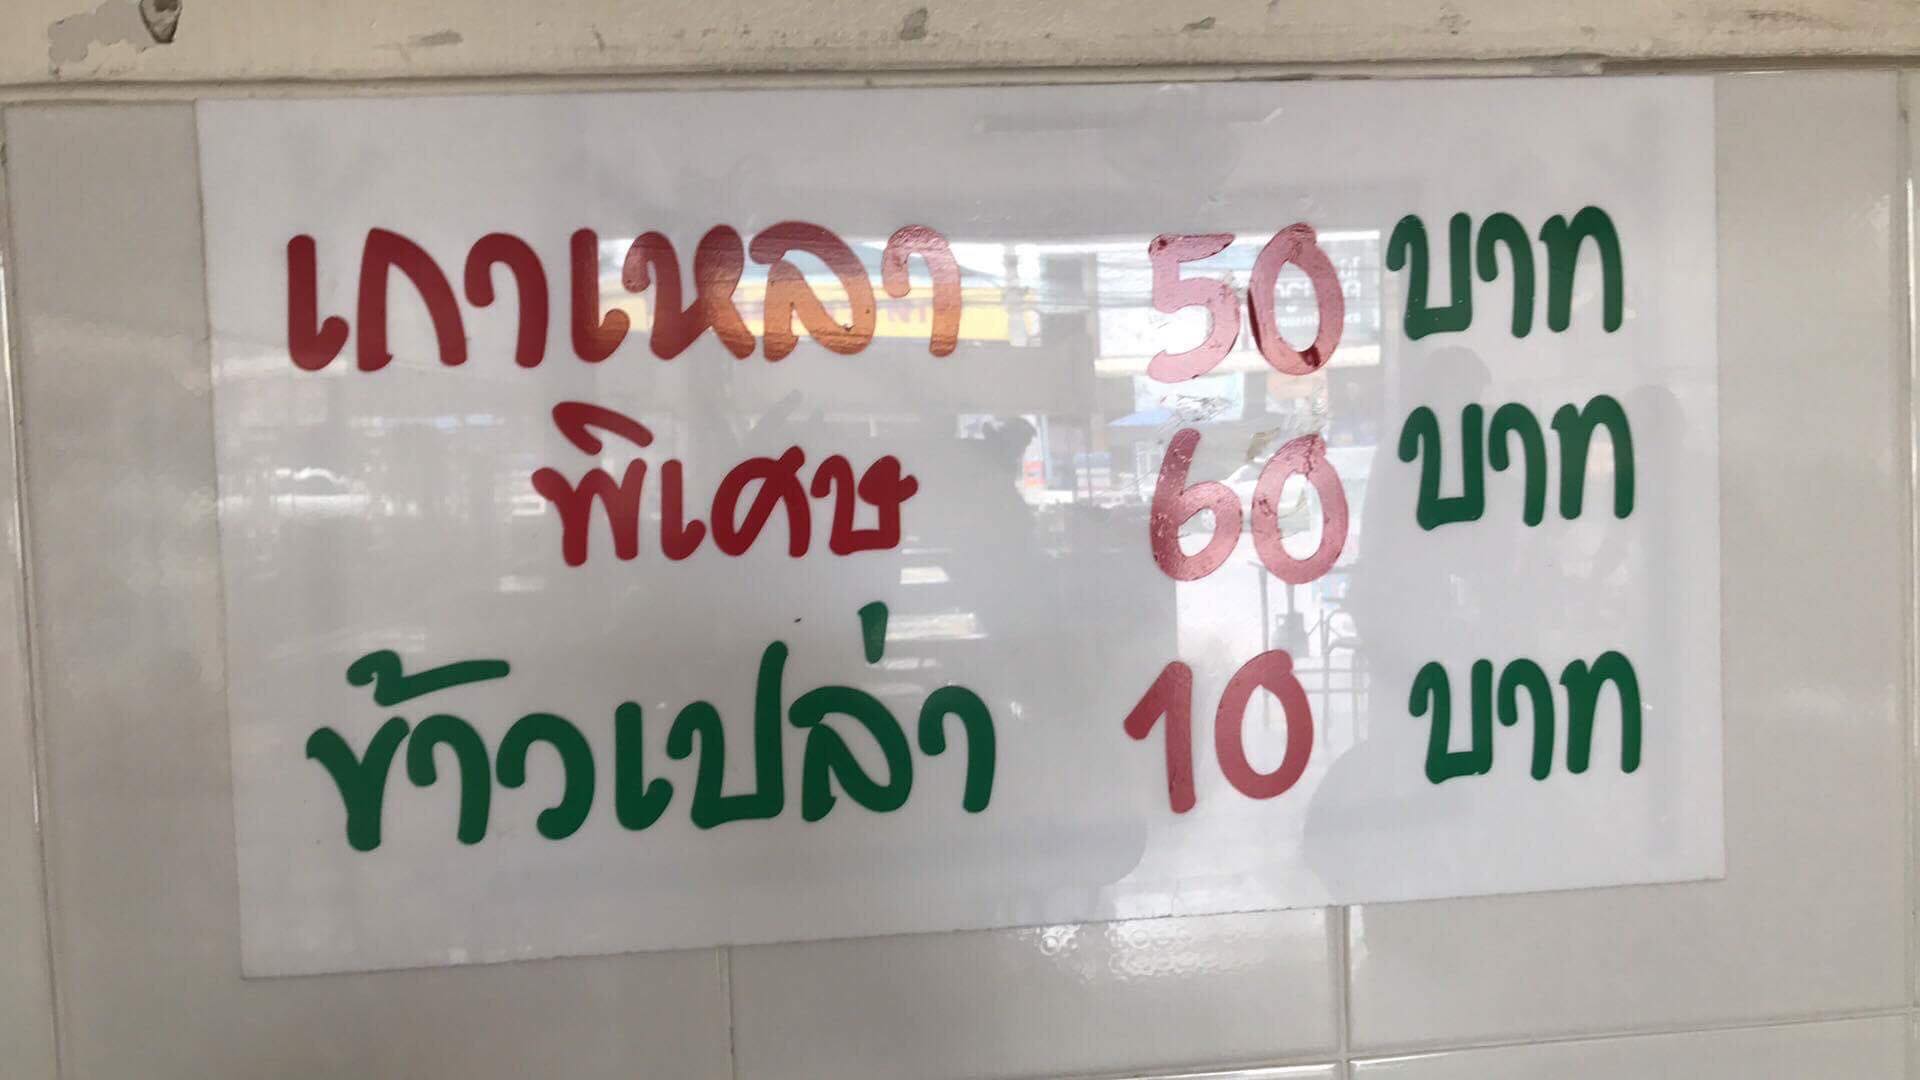 เกาเหลา 50 บาท
พิเศษ 60 บาท
ข้าวเปล่า 10 บาท